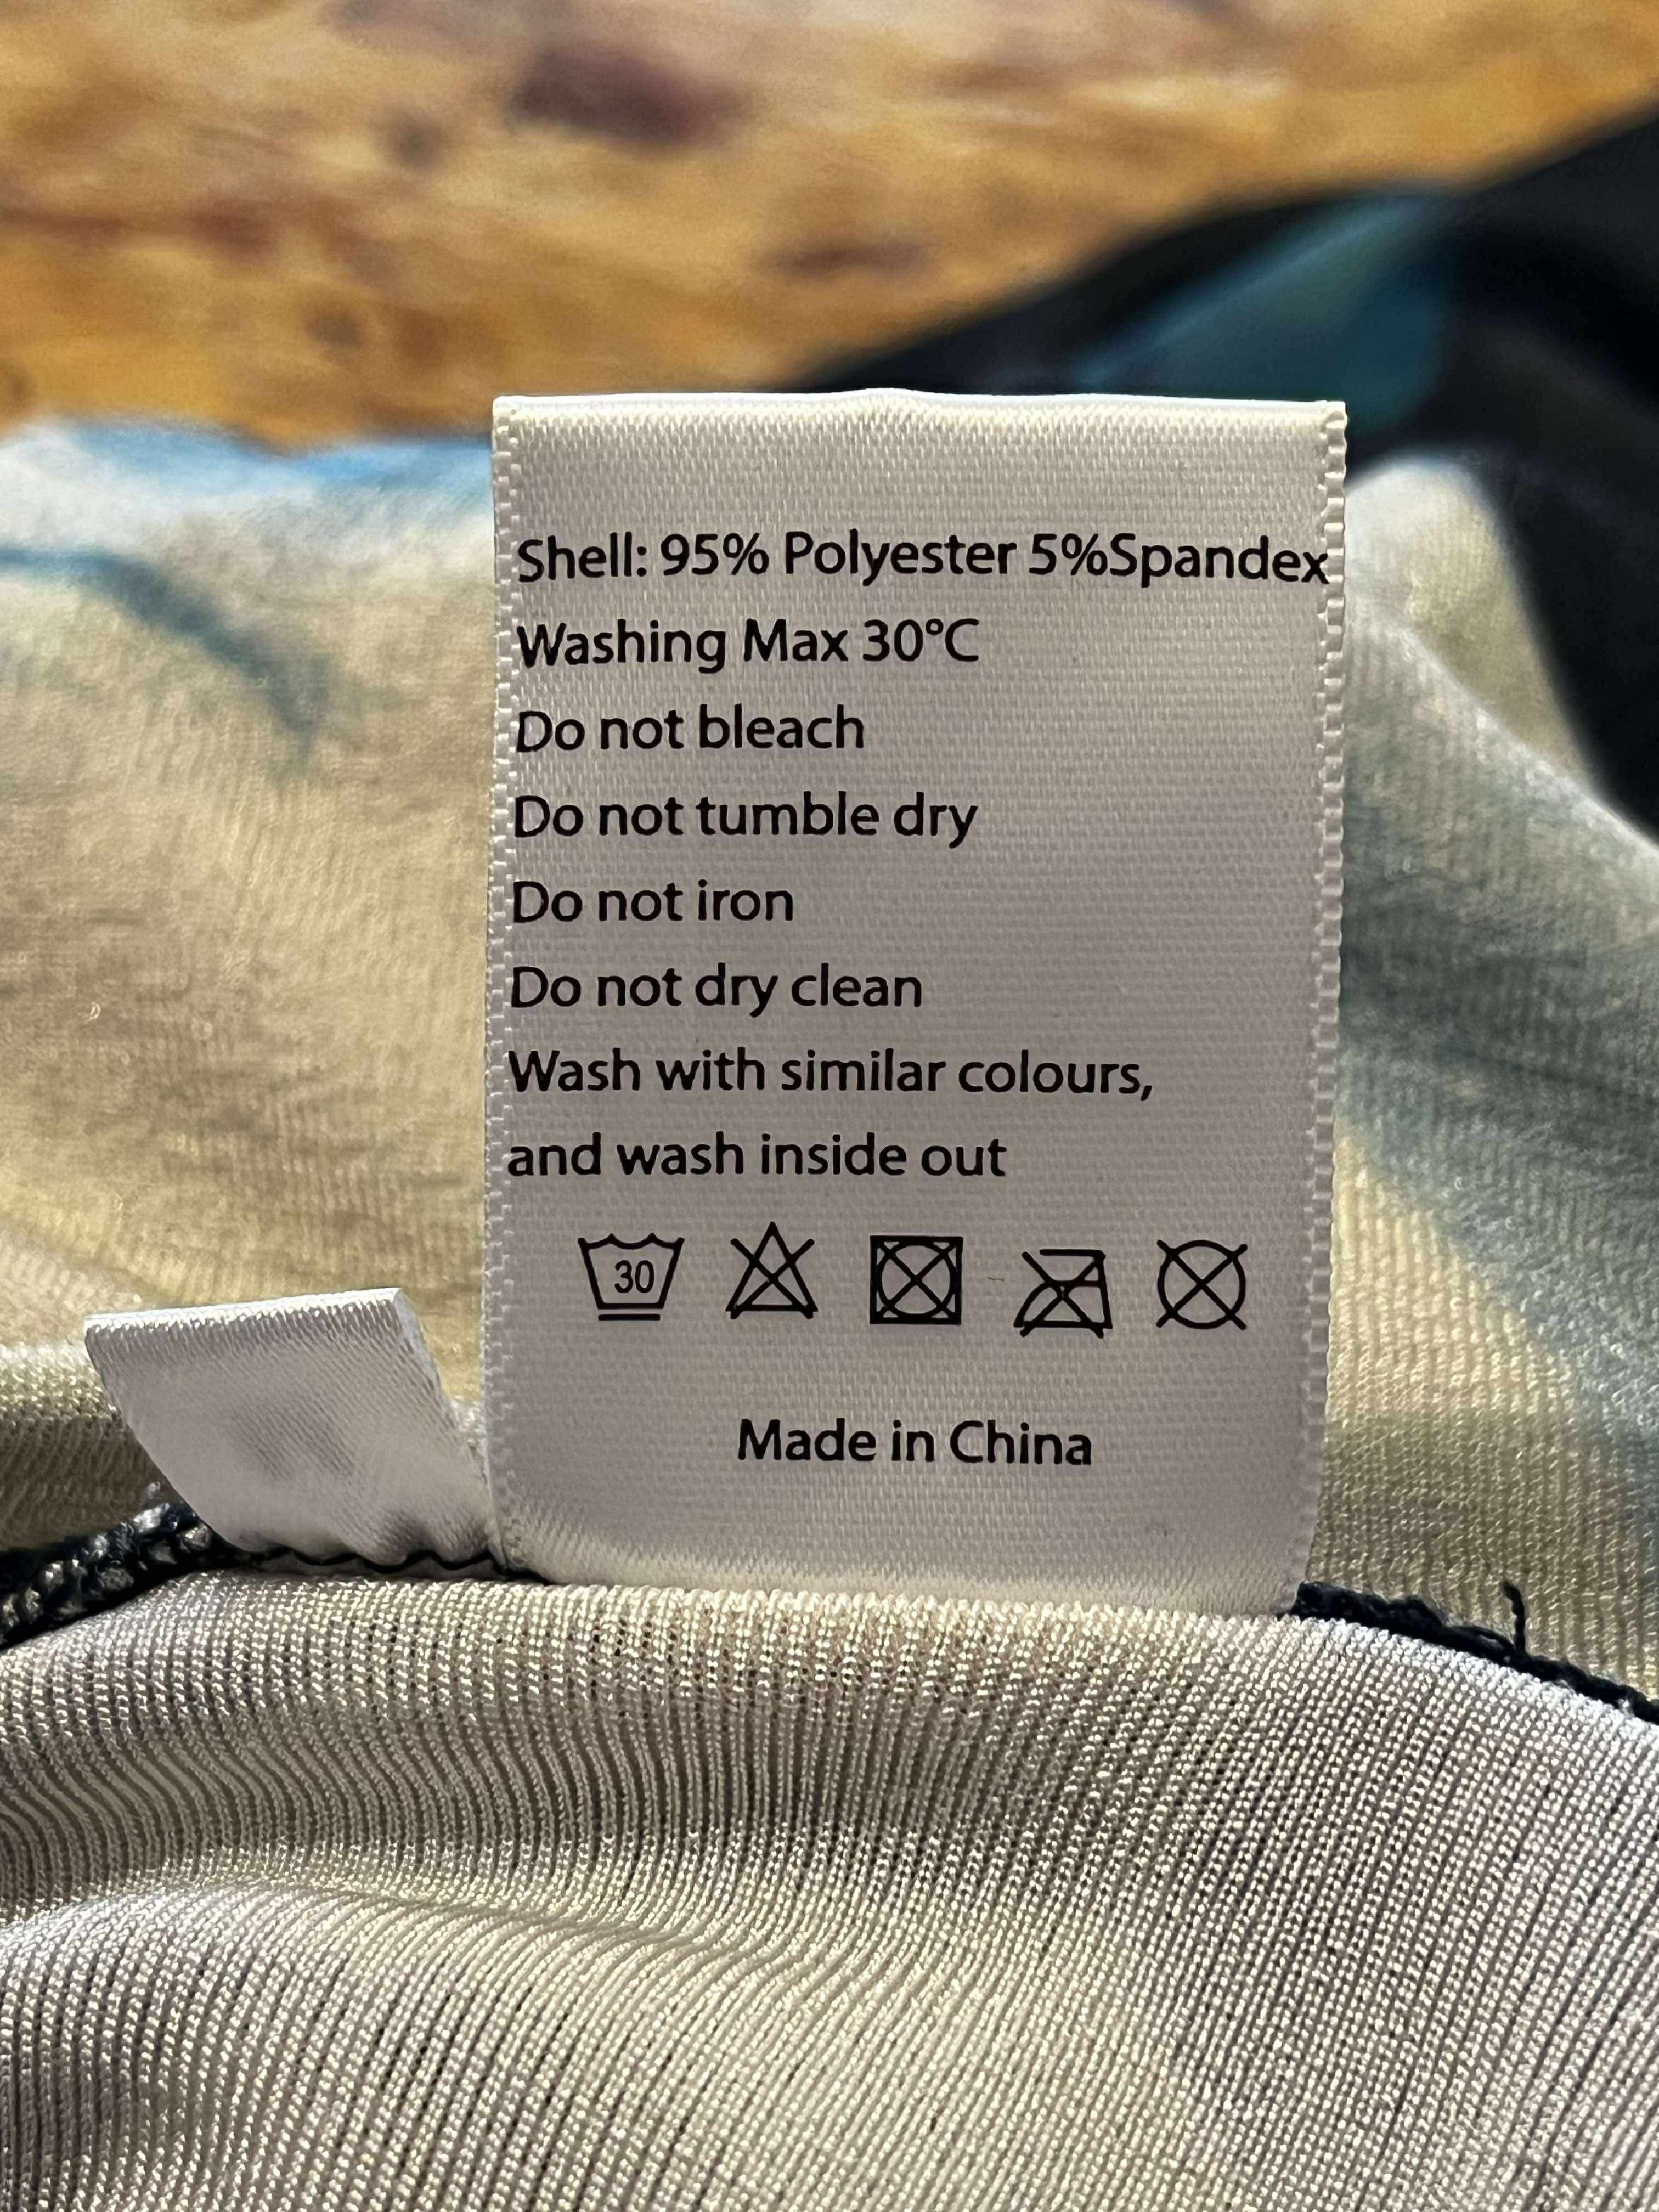 Shell: 95% Polyester 5%Spandex
Washing Max 30°C
Do not bleach
Do not tumble dry
Do not iron
Do not dry clean
Wash with similar colours,
and wash inside out
30
Made in China